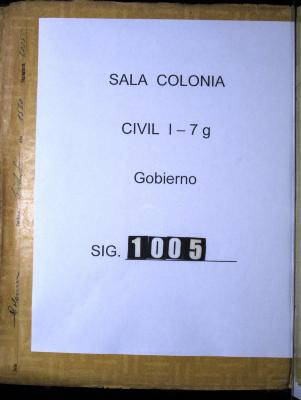 SALA COLONIA
CIVIL I – 7 g
Gobierno
SIG. 1005